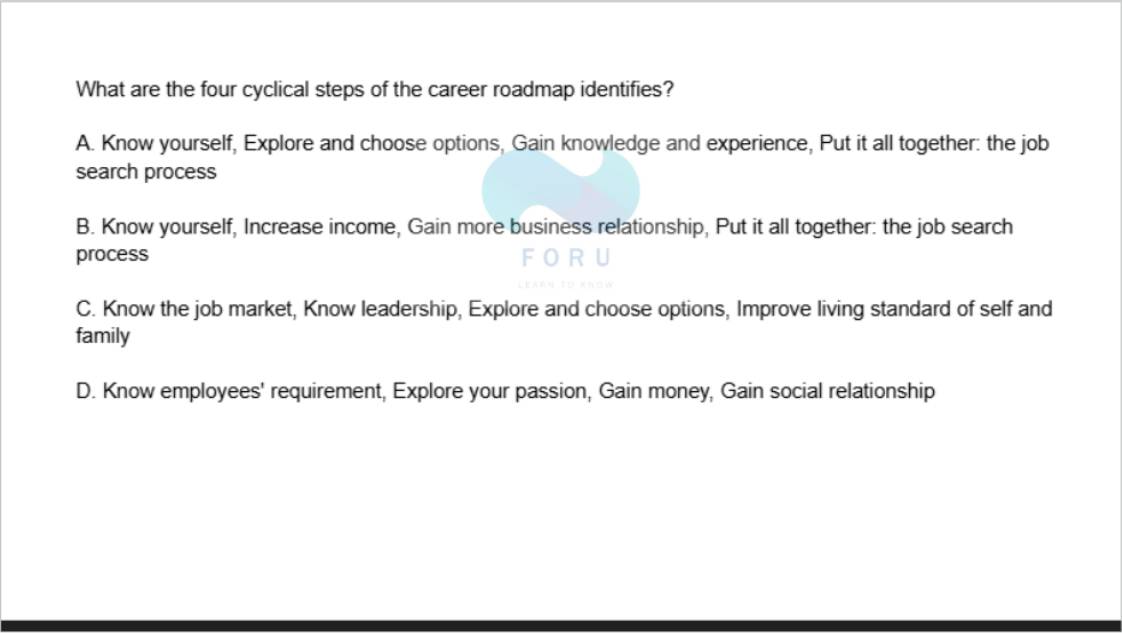 What are the four cyclical steps of the career roadmap identifies?
A. Know yourself, Explore and choose options, Gain knowledge and experience, Put it all together: the job
search process
B. Know yourself, Increase income, Gain more business relationship, Put it all together: the job search
process
FORU
LEARN TO KNOW
C. Know the job market, Know leadership, Explore and choose options, Improve living standard of self and
family
D. Know employees' requirement, Explore your passion, Gain money, Gain social relationship